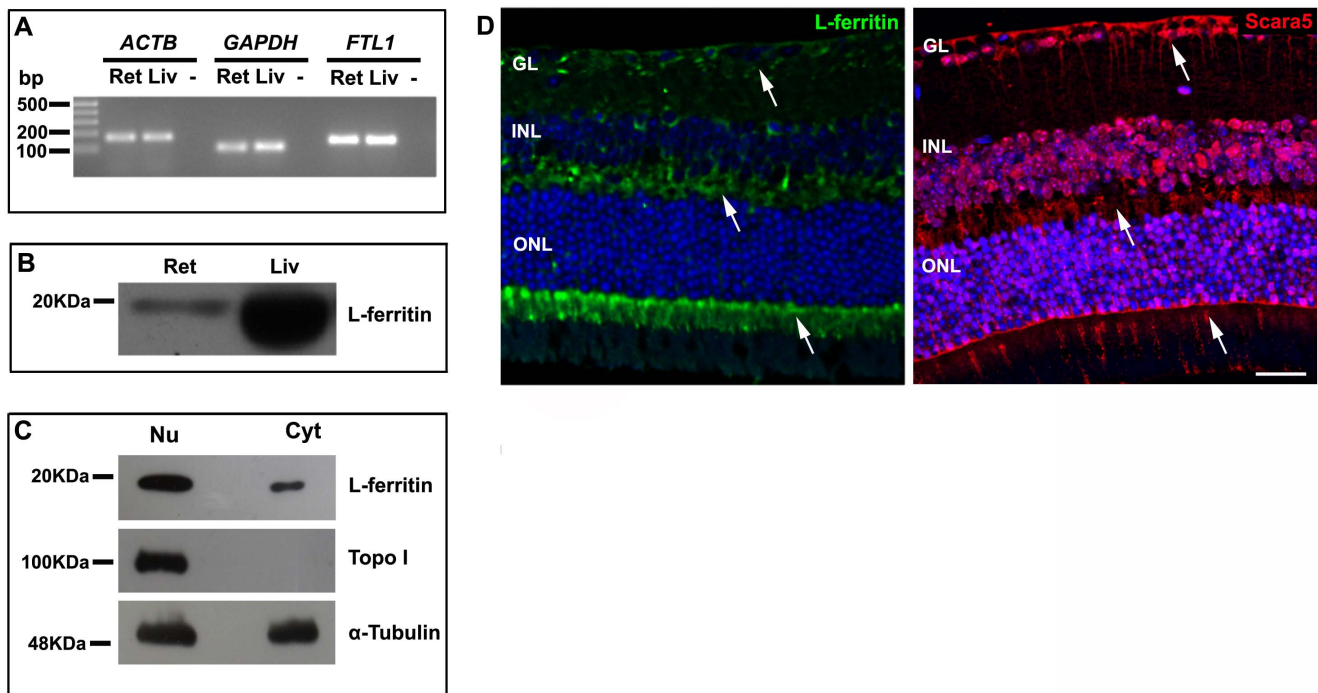 A
ACTB GAPDH FTL1
bp Ret Liv - Ret Liv - Ret Liv -
500
200
100
B
Ret Liv
20KDa L-ferritin
C
Nu Cyt
20KDa L-ferritin
100KDa Topo I
48KDa α-Tubulin
D
L-ferritin
GL
INL
ONL
Scara5
GL
INL
ONL